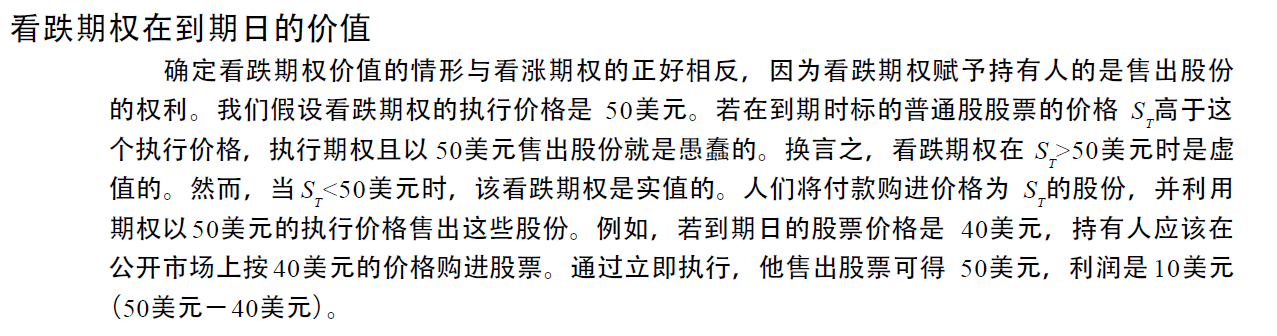 看跌期权在到期日的价值
确定看跌期权价值的情形与看涨期权的正好相反，因为看跌期权赋予持有人的是售出股份
的权利。我们假设看跌期权的执行价格是 50美元。若在到期时标的普通股股票的价格 S_T高于这
个执行价格，执行期权且以50美元售出股份就是愚蠢的。换言之，看跌期权在 S_T>50美元时是虚
值的。然而，当S_T<50美元时，该看跌期权是实值的。人们将付款购进价格为 S_T的股份，并利用
期权以50美元的执行价格售出这些股份。例如，若到期日的股票价格是 40美元，持有人应该在
公开市场上按40美元的价格购进股票。通过立即执行，他售出股票可得 50美元，利润是10美元
(50美元－40美元)。